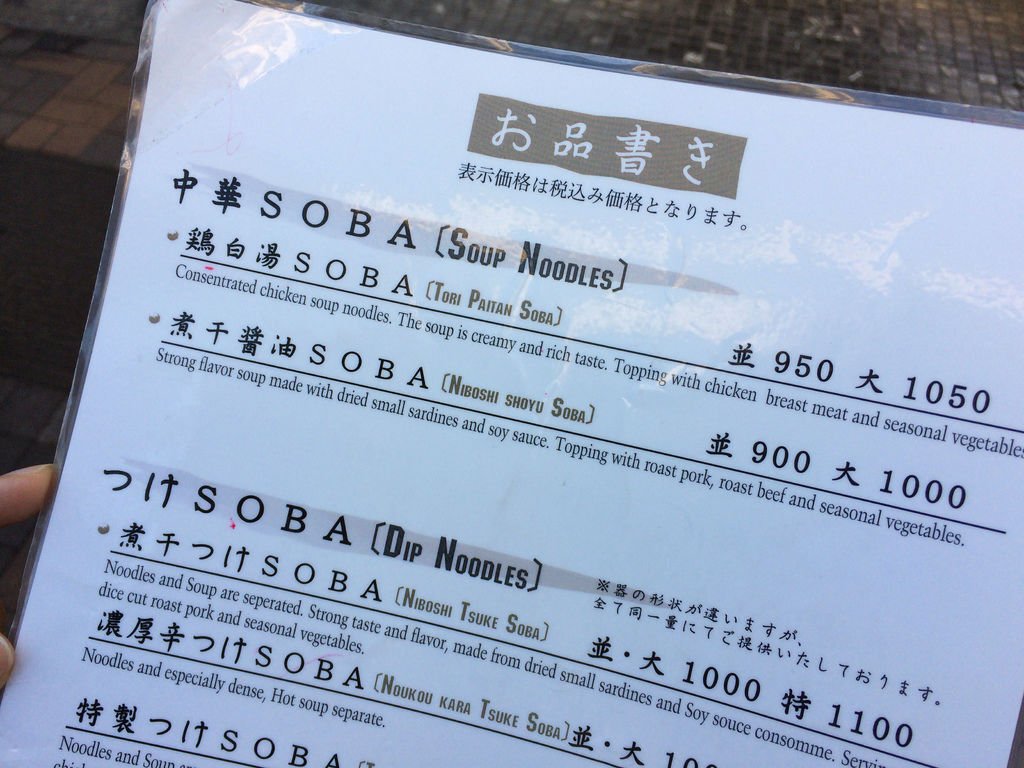 お品書き
表示価格は税込み価格となります。
中華SOBA〔SOUP NOODLES〕
鶏白湯SOBA〔TORI PAITAN SOBA〕 並 950 大 1050
Consentrated chicken soup noodles. The soup is creamy and rich taste. Topping with chicken breast meat and seasonal vegetables
煮干醤油SOBA〔NIBOSHI SHOYU SOBA〕 並 900 大 1000
Strong flavor soup made with dried small sardines and soy sauce. Topping with roast pork, roast beef and seasonal vegetables.
つけSOBA〔DIP NOODLES〕
※器の形状が違いますが、
全て同一量にてご提供いたしております。
煮干つけSOBA〔NIBOSHI TSUKE SOBA〕 並・大 1000 特 1100
Noodles and Soup are seperated. Strong taste and flavor, made from dried small sardines and Soy souce consomme. Servin
dice cut roast pork and seasonal vegetables.
濃厚辛つけSOBA〔NOUKOU KARA TSUKE SOBA〕並・大
Noodles and especially dense, Hot soup separate.
特製つけSOBA
Noodles and Soup